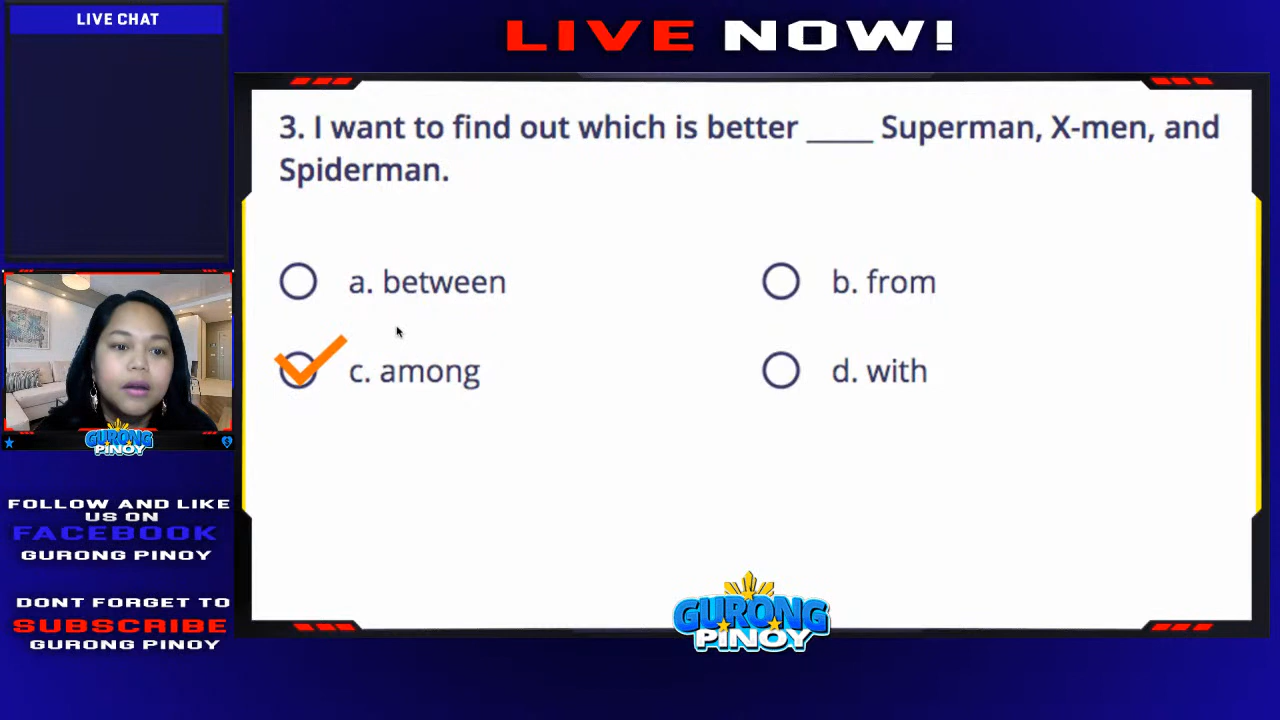 LIVE CHAT
LIVE NOW!
3. I want to find out which is better _____ Superman, X-men, and
Spiderman.
a. between
b. from
c. among
d. with
GURONG
PINOY
FOLLOW AND LIKE
US ON
FACEBOOK
GURONG PINOY
DONT FORGET TO
SUBSCRIBE
GURONG PINOY
GURONG
PINOY